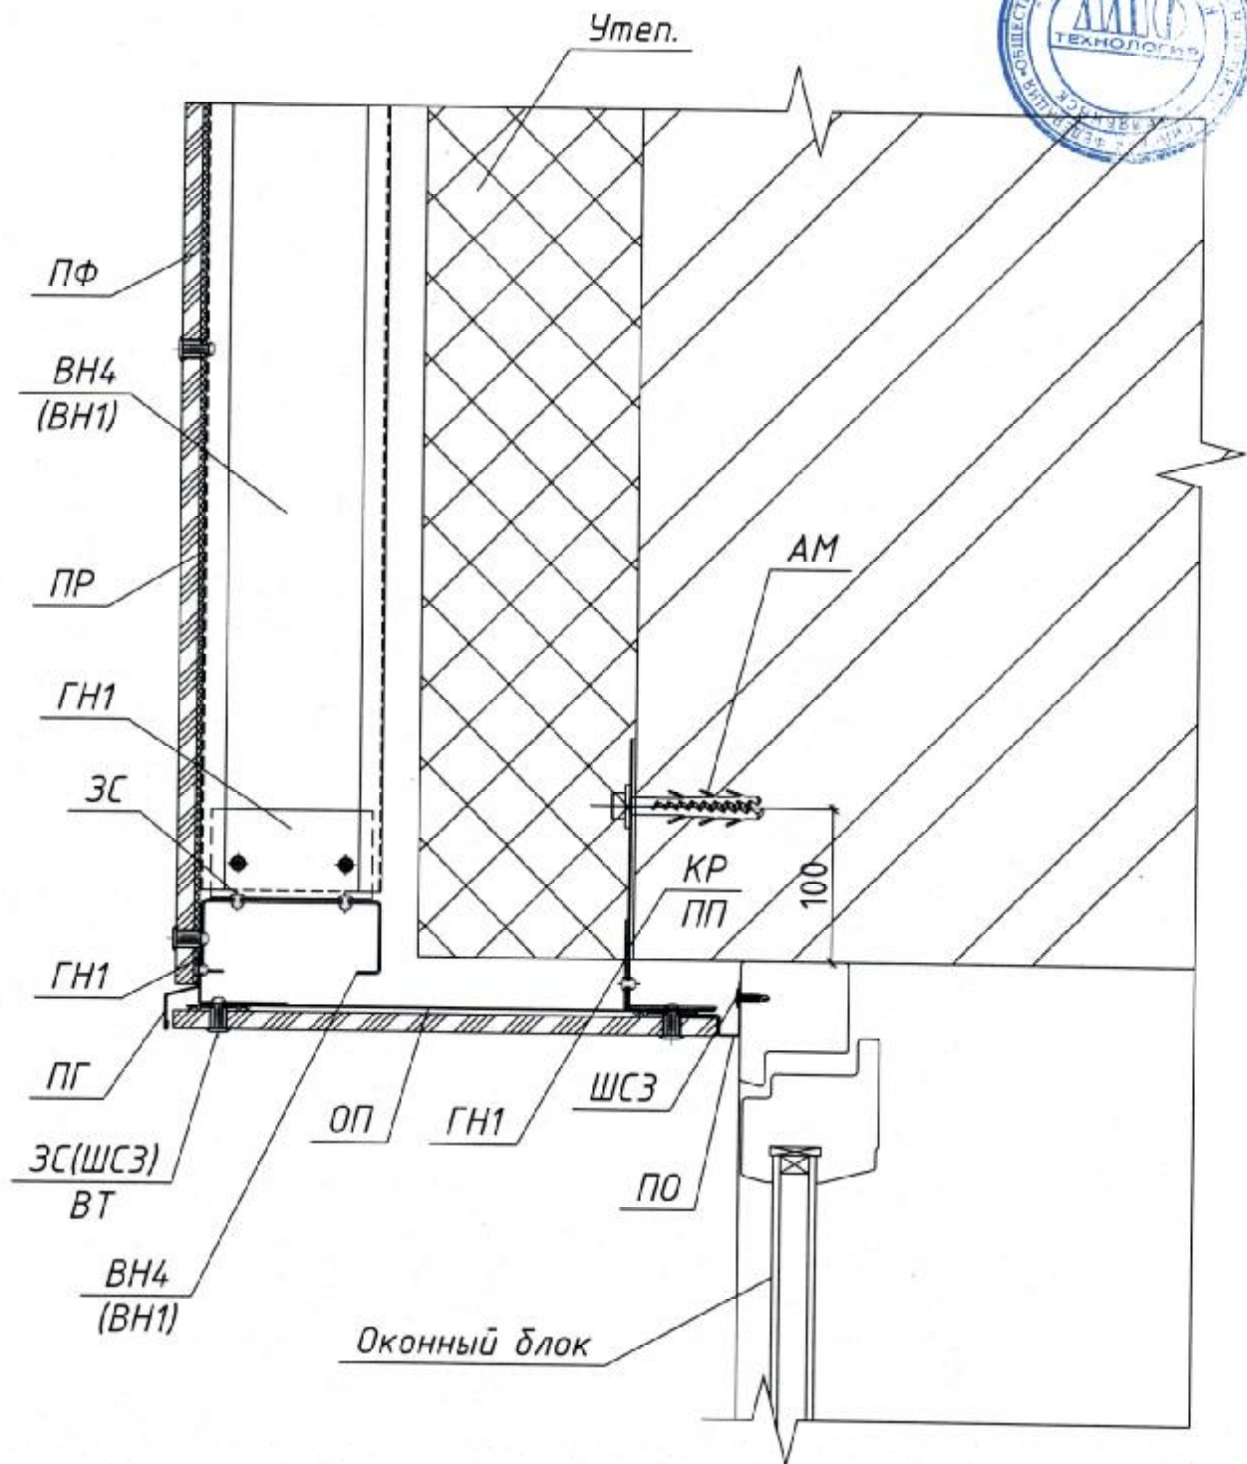 Утеп.
ТЕХНОЛОГИЯ
ПФ
ВН4
(ВН1)
АМ
ПР
ГН1
ЗС
КР
ПП
100
ГН1
ПГ
ШСЗ
ОП
ГН1
ЗС(ШСЗ)
ВТ
ПО
ВН4
(ВН1)
Оконный блок